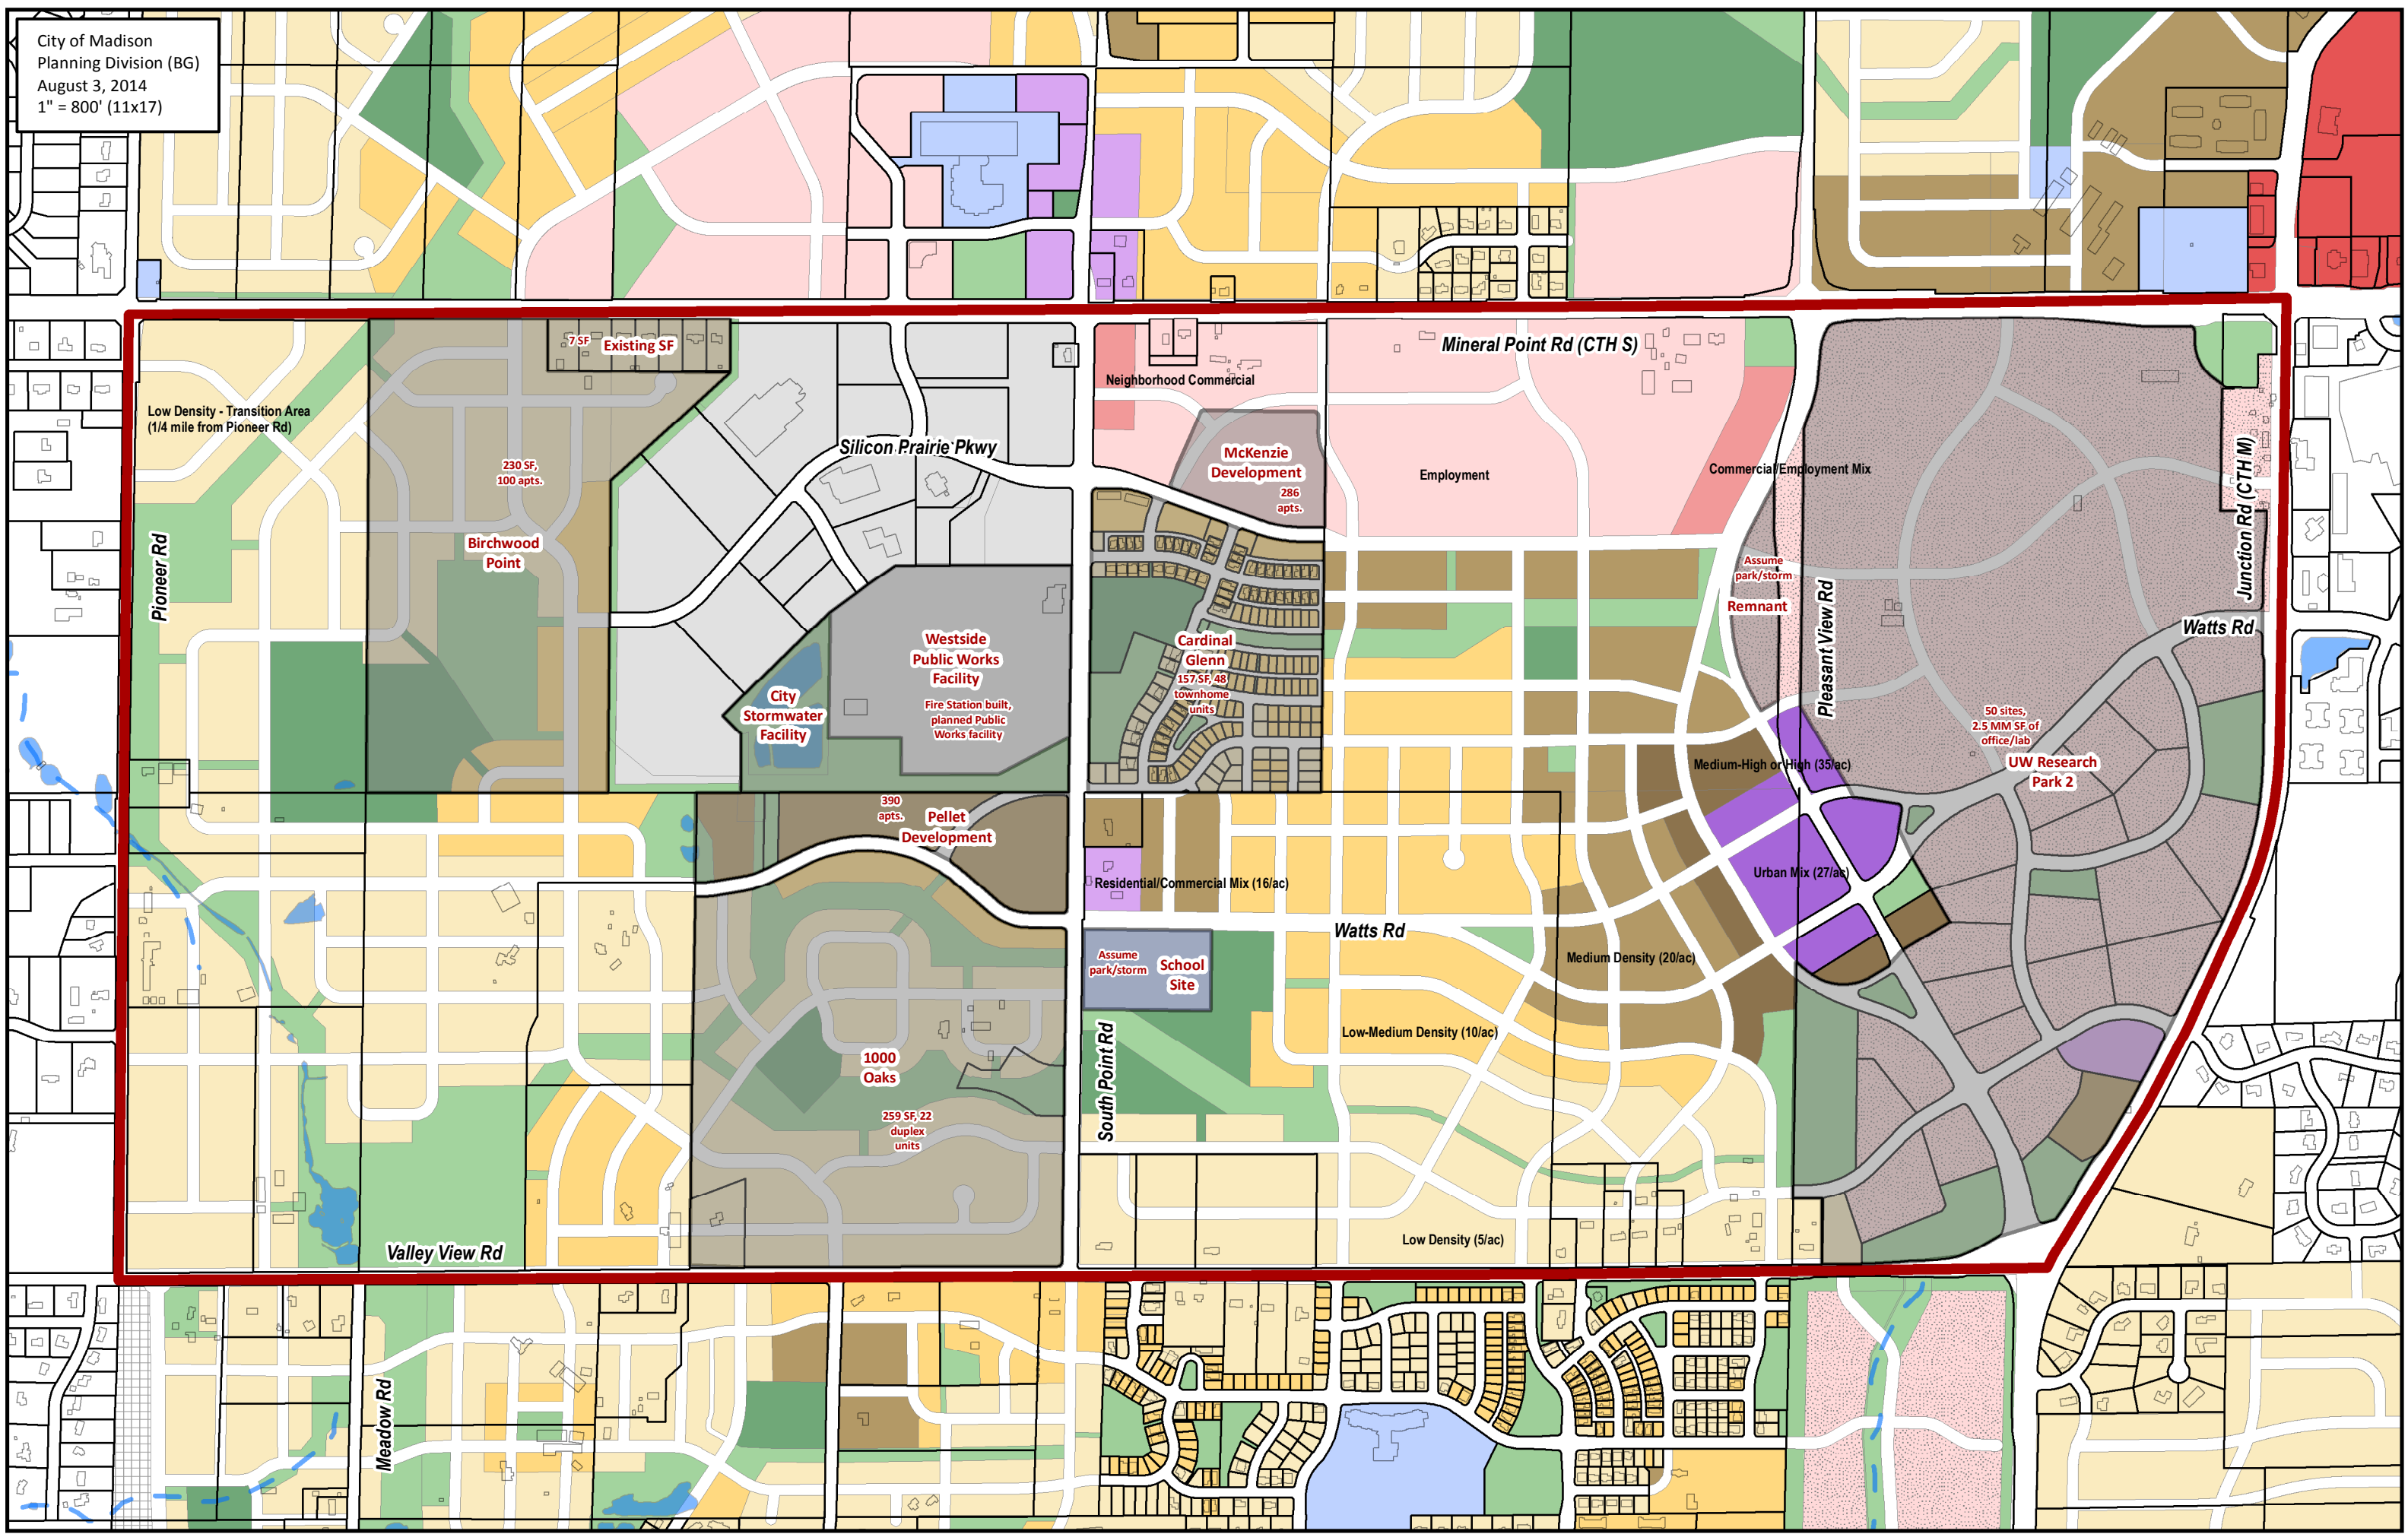 City of Madison
Planning Division (BG)
August 3, 2014
1" = 800' (11x17)
7 SF
Existing SF
Mineral Point Rd (CTH S)
Neighborhood Commercial
Low Density - Transition Area
(1/4 mile from Pioneer Rd)
Silicon Prairie Pkwy
McKenzie
Development
286
apts.
Employment
Commercial/Employment Mix
230 SF,
100 apts.
Birchwood
Point
Pioneer Rd
Junction Rd (CTH M)
Assume
park/storm
Remnant
Pleasant View Rd
Watts Rd
Westside
Public Works
Facility
Fire Station built,
planned Public
Works facility
Cardinal
Glenn
157 SF, 48
townhome
units
City
Stormwater
Facility
50 sites,
2.5 MM SF of
office/lab
UW Research
Park 2
Medium-High or High (35/ac)
390
apts.
Pellet
Development
Residential/Commercial Mix (16/ac)
Urban Mix (27/ac)
Watts Rd
Assume
park/storm
School
Site
Medium Density (20/ac)
Low-Medium Density (10/ac)
1000
Oaks
South Point Rd
259 SF, 22
duplex
units
Low Density (5/ac)
Valley View Rd
Meadow Rd